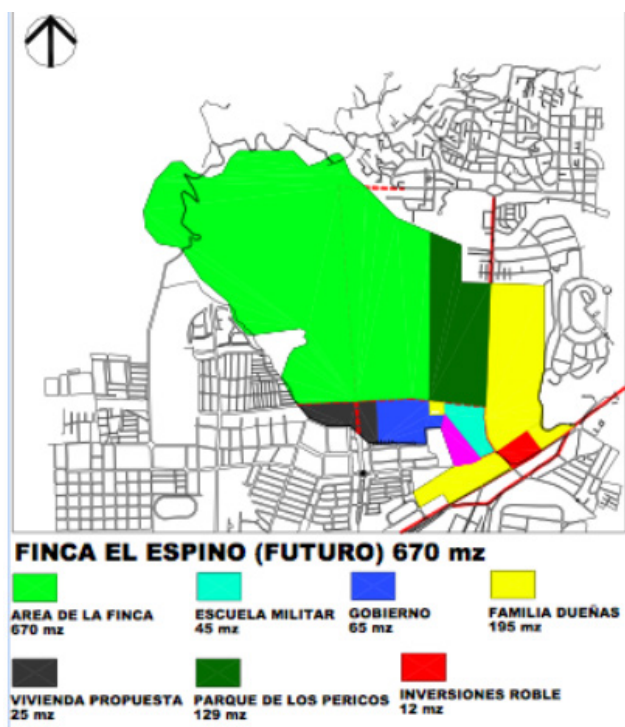 FINCA EL ESPINO (FUTURO) 670 mz
AREA DE LA FINCA
670 mz
ESCUELA MILITAR
45 mz
GOBIERNO
65 mz
FAMILIA DUEÑAS
195 mz
VIVIENDA PROPUESTA
25 mz
PARQUE DE LOS PERICOS
129 mz
INVERSIONES ROBLE
12 mz